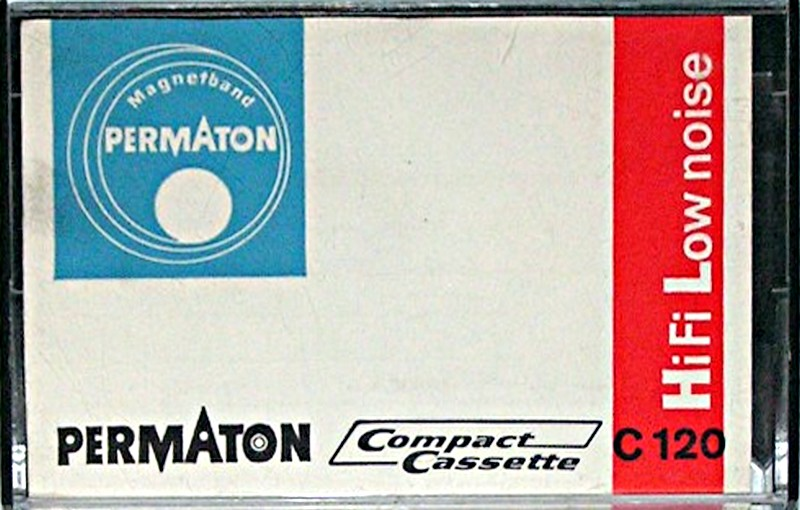 Magnetband
PERMATON
HiFi Low noise
PERMATON
Compact
Cassette
C 120